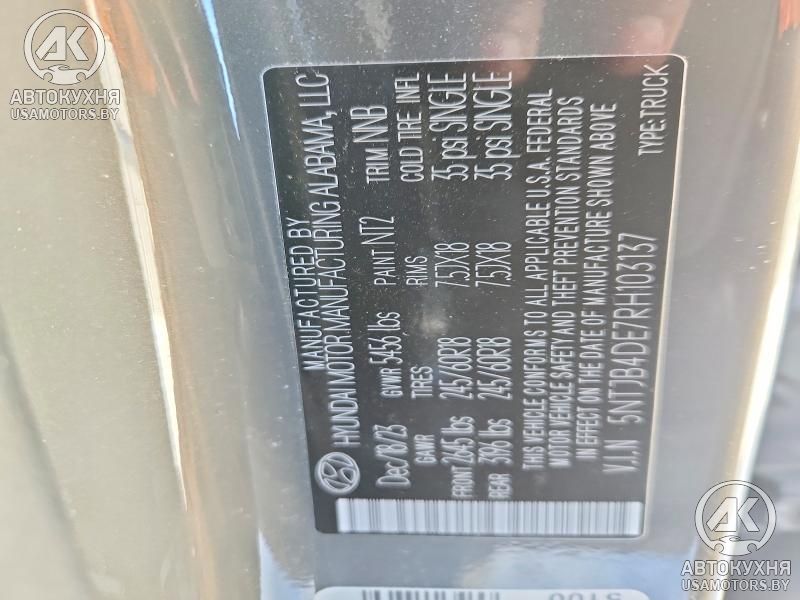 MANUFACTURED BY
HYUNDAI MOTOR MANUFACTURING ALABAMA, LLC
Dec/18/23 GVWR 5456 lbs PAINT NT2 TRIM NNB
GAWR TIRES RIMS COLD TIRE INFL
FRONT 2645 lbs 245/60R18 7.5JX18 35 psi SINGLE
REAR 3196 lbs 245/60R18 7.5JX18 35 psi SINGLE
THIS VEHICLE CONFORMS TO ALL APPLICABLE U.S.A. FEDERAL
MOTOR VEHICLE SAFETY AND THEFT PREVENTION STANDARDS
IN EFFECT ON THE DATE OF MANUFACTURE SHOWN ABOVE
V.I.N 5NTJB4DE7RH103137 TYPE:TRUCK
АК
АВТОКУХНЯ
USAMOTORS.BY
АК
АВТОКУХНЯ
USAMOTORS.BY